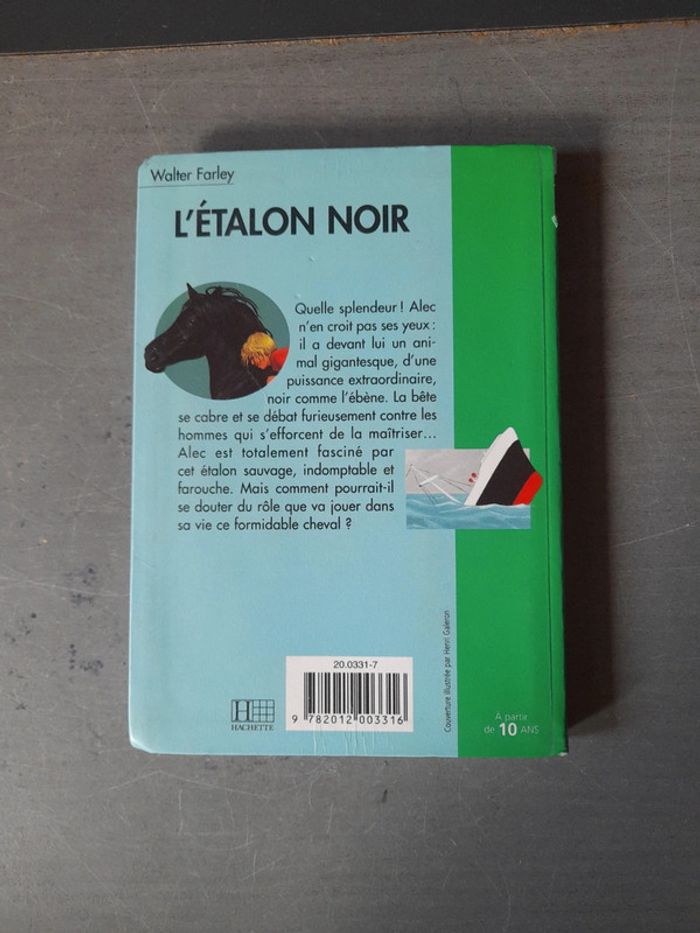 Walter Farley
L'ÉTALON NOIR
Quelle splendeur ! Alec
n'en croit pas ses yeux :
il a devant lui un ani-
mal gigantesque, d'une
puissance extraordinaire,
noir comme l'ébène. La bête
se cabre et se débat furieusement contre les
hommes qui s'efforcent de la maîtriser...
Alec est totalement fasciné par
cet étalon sauvage, indomptable et
farouche. Mais comment pourrait-il
se douter du rôle que va jouer dans
sa vie ce formidable cheval ?
Couverture illustrée par Henri Galeron
20.0331-7
9 782012 003316
H
HACHETTE
À partir
de 10 ANS